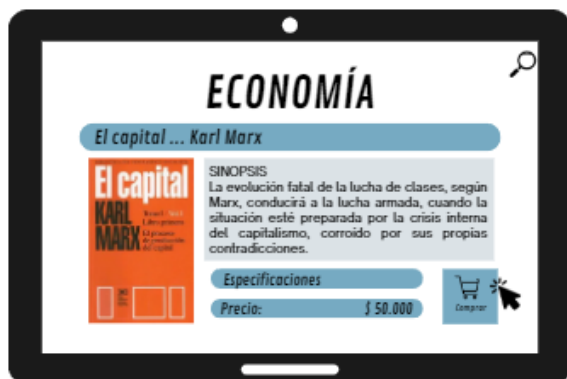 ECONOMÍA
El capital ... Karl Marx
El capital
KARL
MARX
SINOPSIS
La evolución fatal de la lucha de clases, según
Marx, conducirá a la lucha armada, cuando la
situación esté preparada por la crisis interna
del capitalismo, corroído por sus propias
contradicciones.
Especificaciones
Precio: $ 50.000
Comprar